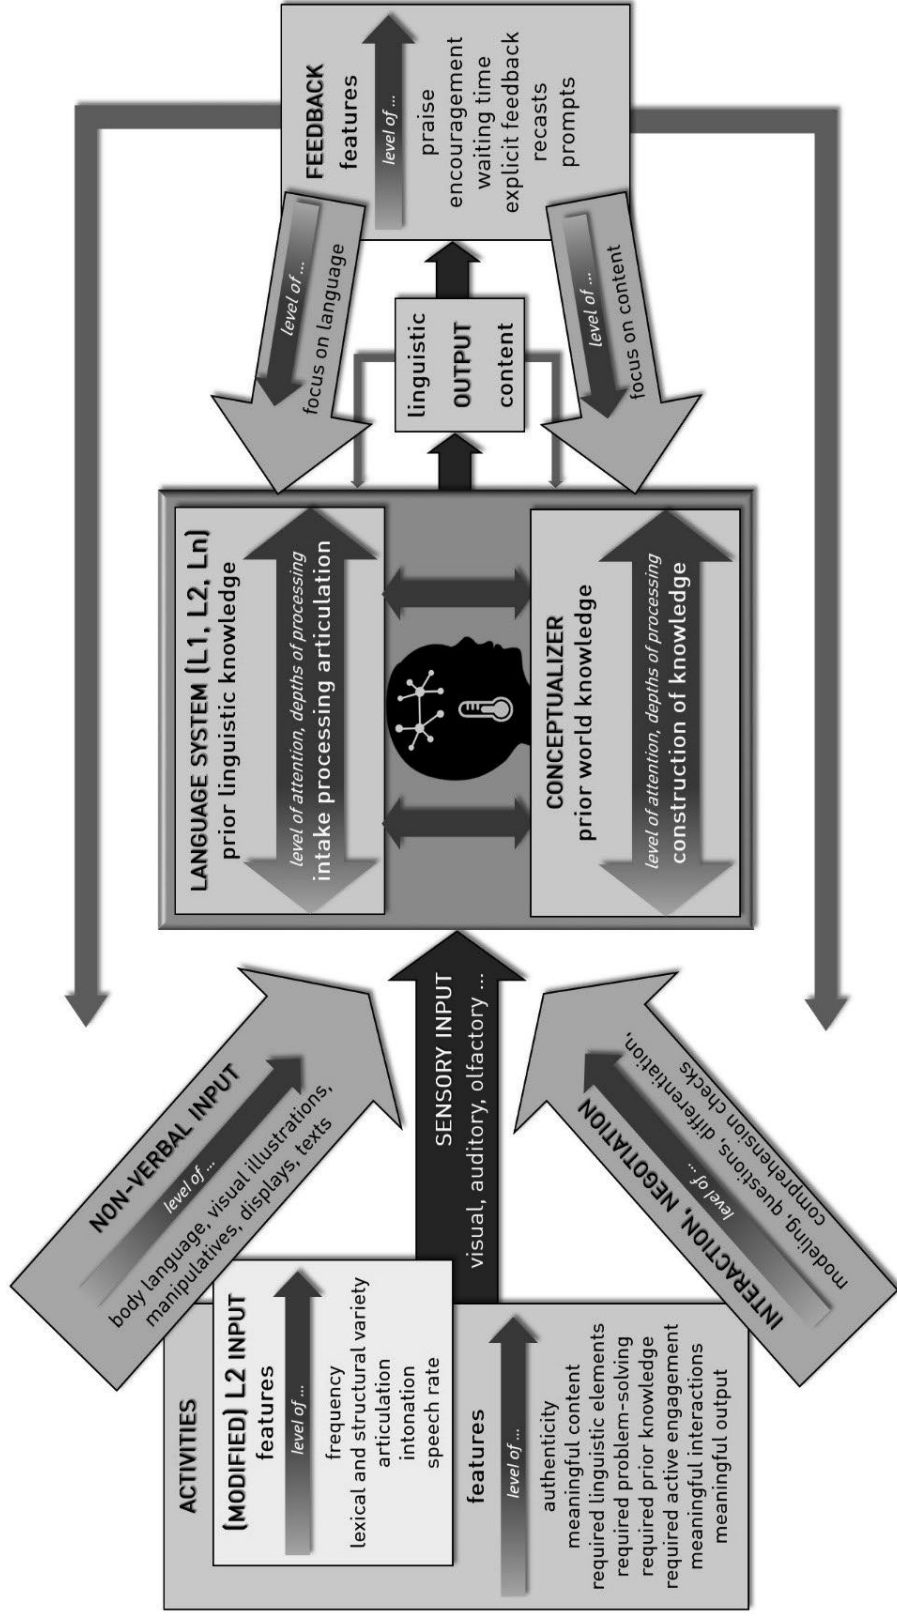 ACTIVITIES
(MODIFIED) L2 INPUT
features
level of ...
frequency
lexical and structural variety
articulation
intonation
speech rate
features
level of ...
authenticity
meaningful content
required linguistic elements
required problem-solving
required prior knowledge
required active engagement
meaningful interactions
meaningful output
NON-VERBAL INPUT
level of ...
body language, visual illustrations,
manipulatives, displays, texts
SENSORY INPUT
visual, auditory, olfactory ...
INTERACTION, NEGOTIATION
level of ...
modeling, questions, differentiation,
comprehension checks
LANGUAGE SYSTEM (L1, L2, Ln)
prior linguistic knowledge
level of attention, depths of processing
intake processing articulation
CONCEPTUALIZER
prior world knowledge
level of attention, depths of processing
construction of knowledge
linguistic
OUTPUT
content
level of ...
focus on language
level of ...
focus on content
FEEDBACK
features
level of ...
praise
encouragement
waiting time
explicit feedback
recasts
prompts